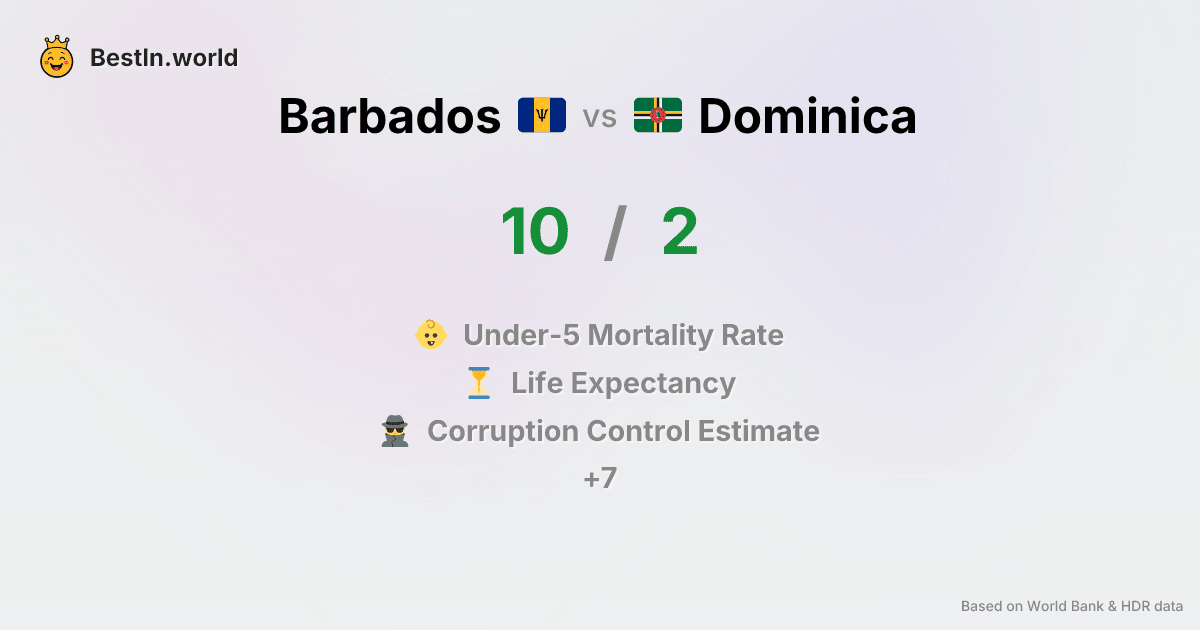 BestIn.world
Barbados vs Dominica
10 / 2
Under-5 Mortality Rate
Life Expectancy
Corruption Control Estimate
+7
Based on World Bank & HDR data